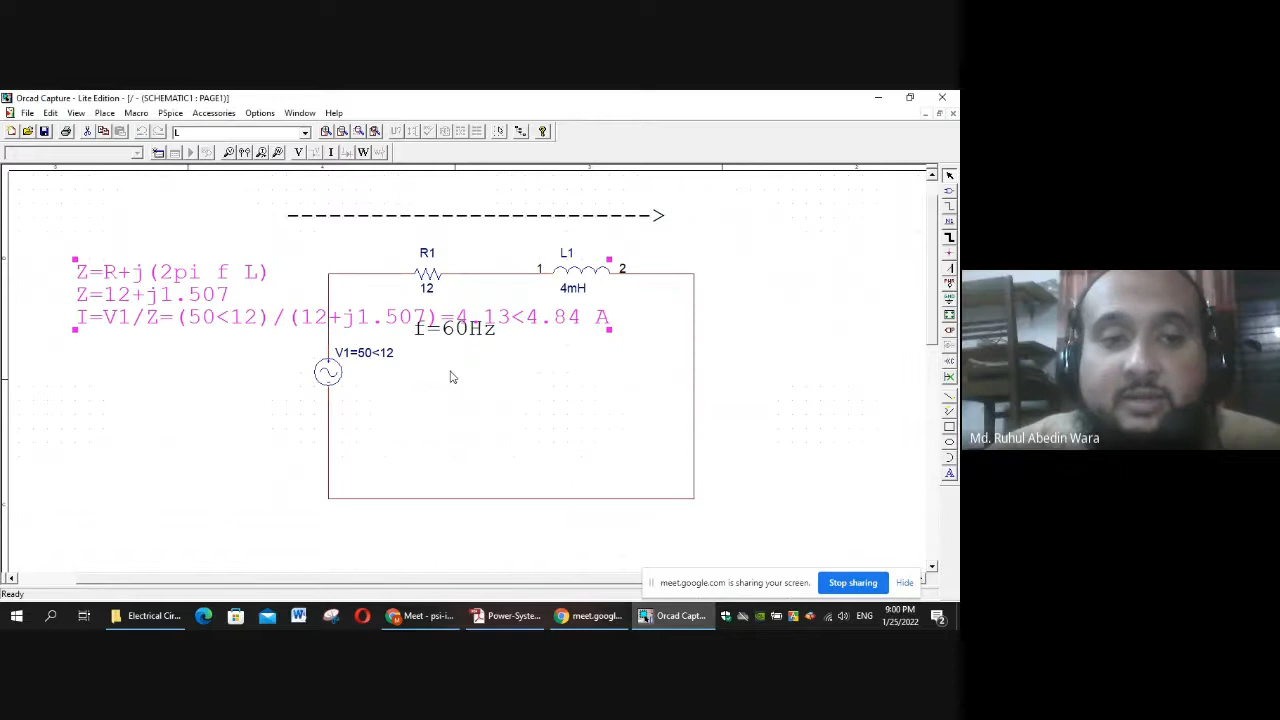 Orcad Capture - Lite Edition - [/ - (SCHEMATIC1 : PAGE1)]
File Edit View Place Macro PSpice Accessories Options Window Help
L
V I W
R1
L1
1
2
12
4mH
Z=R+j(2pi f L)
Z=12+j1.507
I=V1/Z=(50<12)/(12+j1.507)=4.13<4.84 A
f=60Hz
V1=50<12
Md. Ruhul Abedin Wara
meet.google.com is sharing your screen.
Stop sharing
Hide
Ready
Electrical Cir...
Meet - psi-i...
Power-Syste...
meet.googl...
Orcad Capt...
ENG
9:00 PM
1/25/2022
2